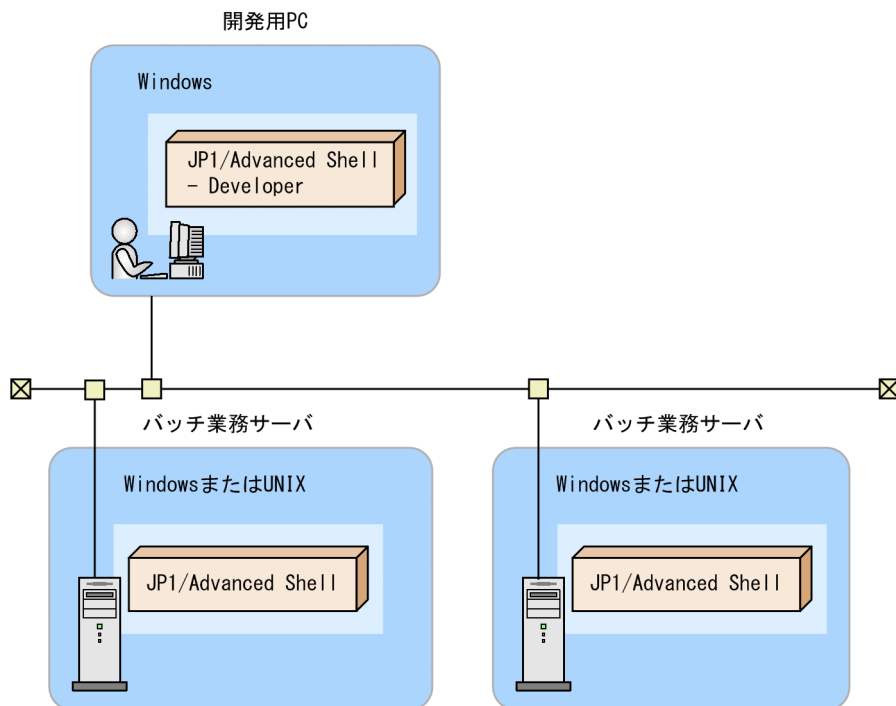 開発用PC
Windows
JP1/Advanced Shell
- Developer
バッチ業務サーバ
バッチ業務サーバ
WindowsまたはUNIX
WindowsまたはUNIX
JP1/Advanced Shell
JP1/Advanced Shell